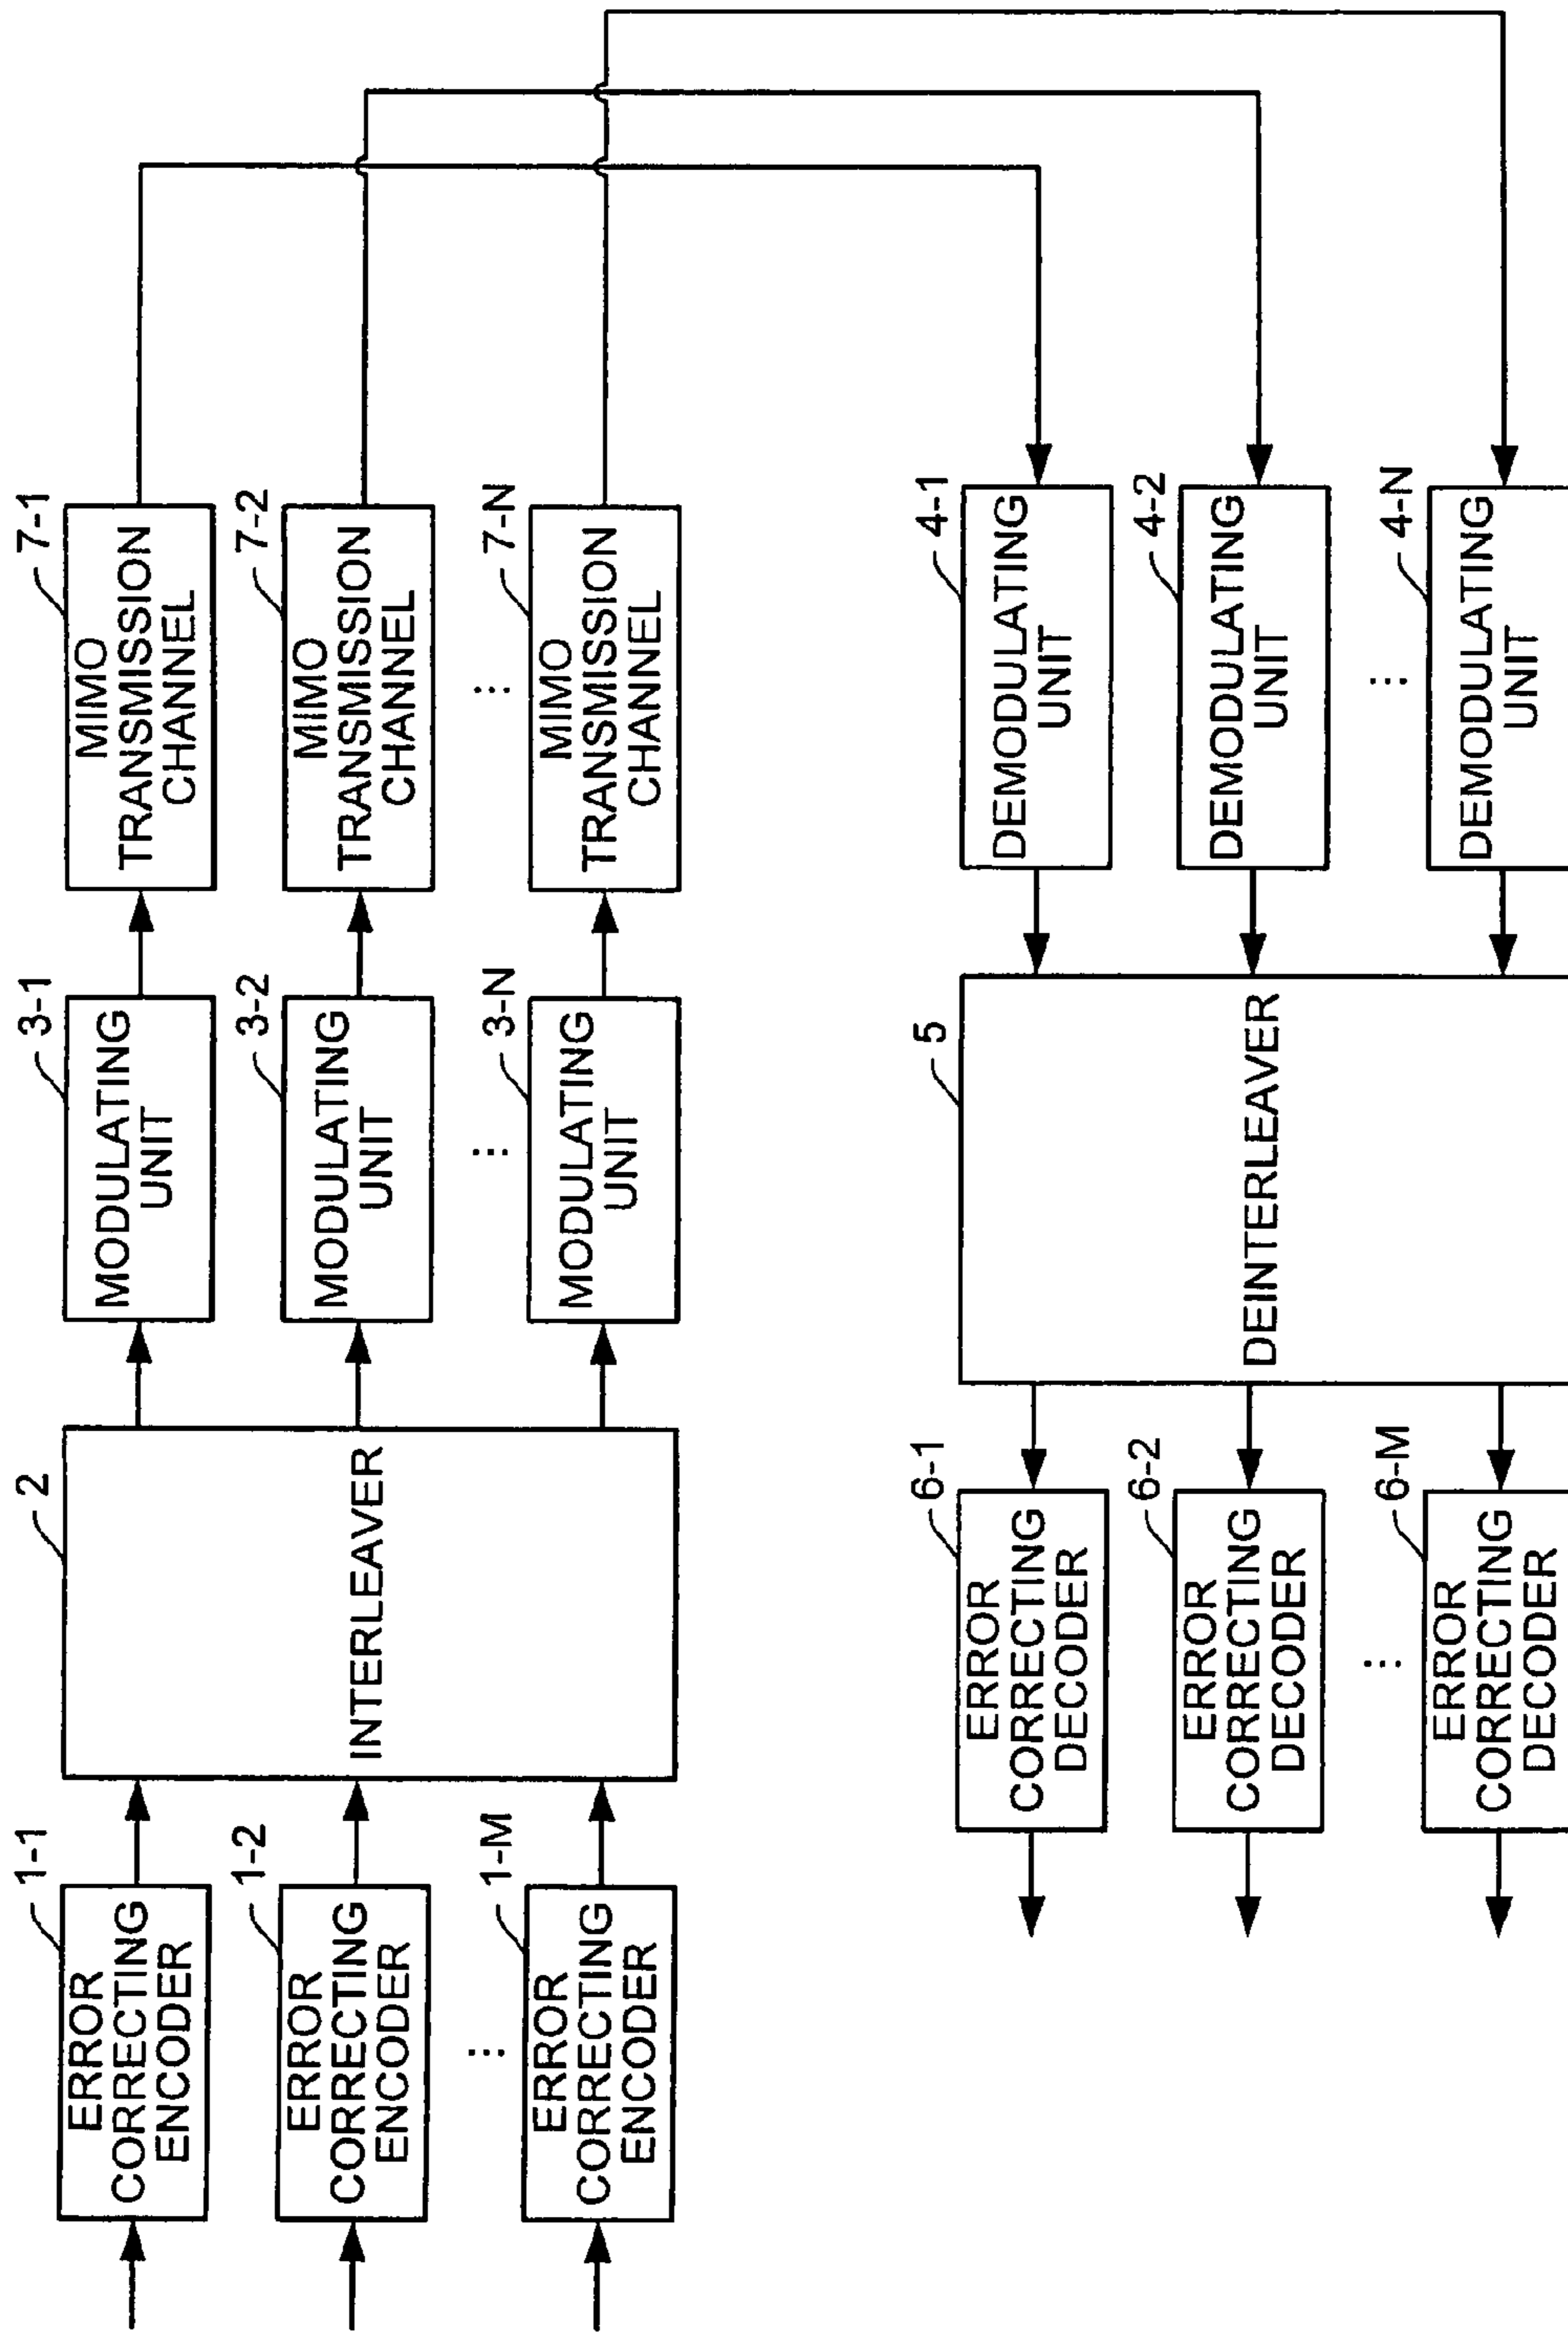 1-1
ERROR
CORRECTING
ENCODER
1-2
ERROR
CORRECTING
ENCODER
...
1-M
ERROR
CORRECTING
ENCODER
2
INTERLEAVER
3-1
MODULATING
UNIT
3-2
MODULATING
UNIT
...
3-N
MODULATING
UNIT
7-1
MIMO
TRANSMISSION
CHANNEL
7-2
MIMO
TRANSMISSION
CHANNEL
...
7-N
MIMO
TRANSMISSION
CHANNEL
4-1
DEMODULATING
UNIT
4-2
DEMODULATING
UNIT
...
4-N
DEMODULATING
UNIT
5
DEINTERLEAVER
6-1
ERROR
CORRECTING
DECODER
6-2
ERROR
CORRECTING
DECODER
...
6-M
ERROR
CORRECTING
DECODER